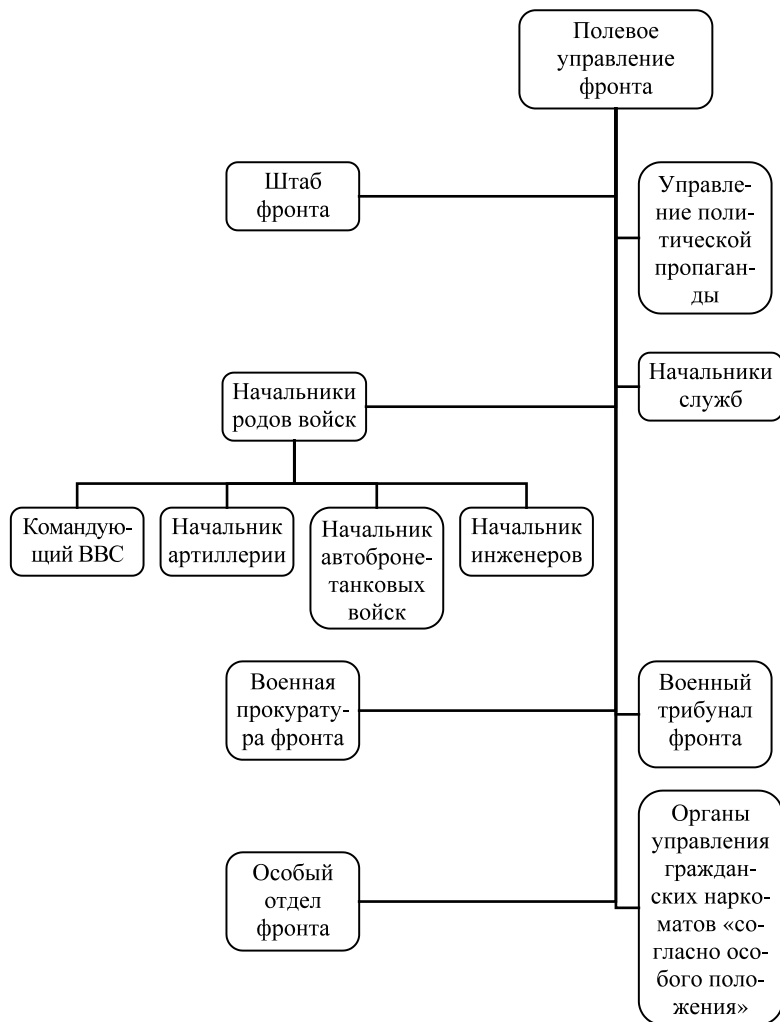 Полевое
управление
фронта
Штаб
фронта
Управле-
ние поли-
тической
пропаган-
ды
Начальники
родов войск
Начальники
служб
Командую-
щий ВВС
Начальник
артиллерии
Начальник
автоброне-
танковых
войск
Начальник
инженеров
Военная
прокурату-
ра фронта
Военный
трибунал
фронта
Особый
отдел
фронта
Органы
управления
граждан-
ских нарко-
матов «со-
гласно осо-
бого поло-
жения»